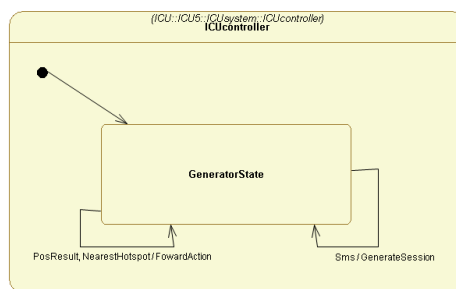 (ICU::ICU5::ICUsystem::ICUcontroller)
ICUcontroller
GeneratorState
PosResult, NearestHotspot / FowardAction
Sms / GenerateSession